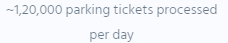 ~1,20,000 parking tickets processed
per day